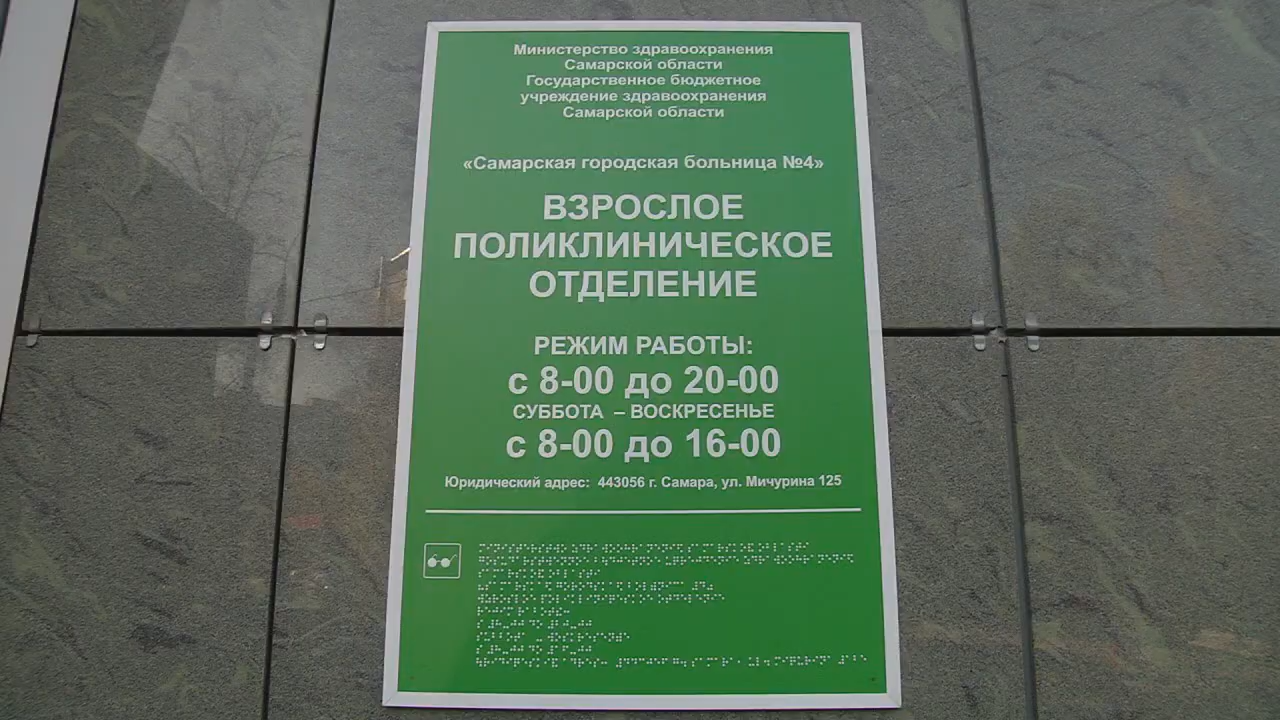 Министерство здравоохранения
Самарской области
Государственное бюджетное
учреждение здравоохранения
Самарской области
«Самарская городская больница №4»
ВЗРОСЛОЕ
ПОЛИКЛИНИЧЕСКОЕ
ОТДЕЛЕНИЕ
РЕЖИМ РАБОТЫ:
с 8-00 до 20-00
СУББОТА – ВОСКРЕСЕНЬЕ
с 8-00 до 16-00
Юридический адрес: 443056 г. Самара, ул. Мичурина 125